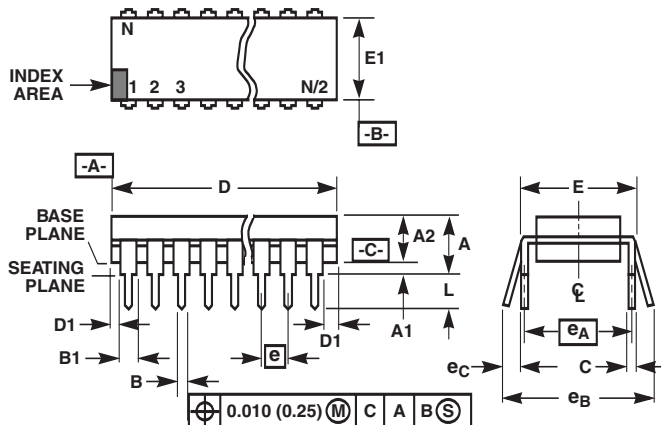 N
INDEX
AREA
1 2 3 N/2
E1
-B-
-A-
D
E
BASE
PLANE
SEATING
PLANE
-C-
A2
A
L
A1
D1
D1
B1
B
e
℄
eA
eC
C
eB
⌖ 0.010 (0.25) Ⓜ C A B Ⓢ